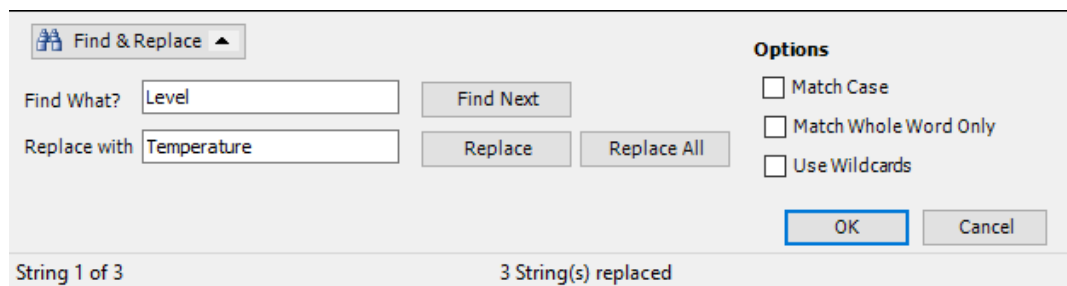 Find & Replace
Options
Find What? Level Find Next
Match Case
Replace with Temperature Replace Replace All
Match Whole Word Only
Use Wildcards
OK Cancel
String 1 of 3 3 String(s) replaced